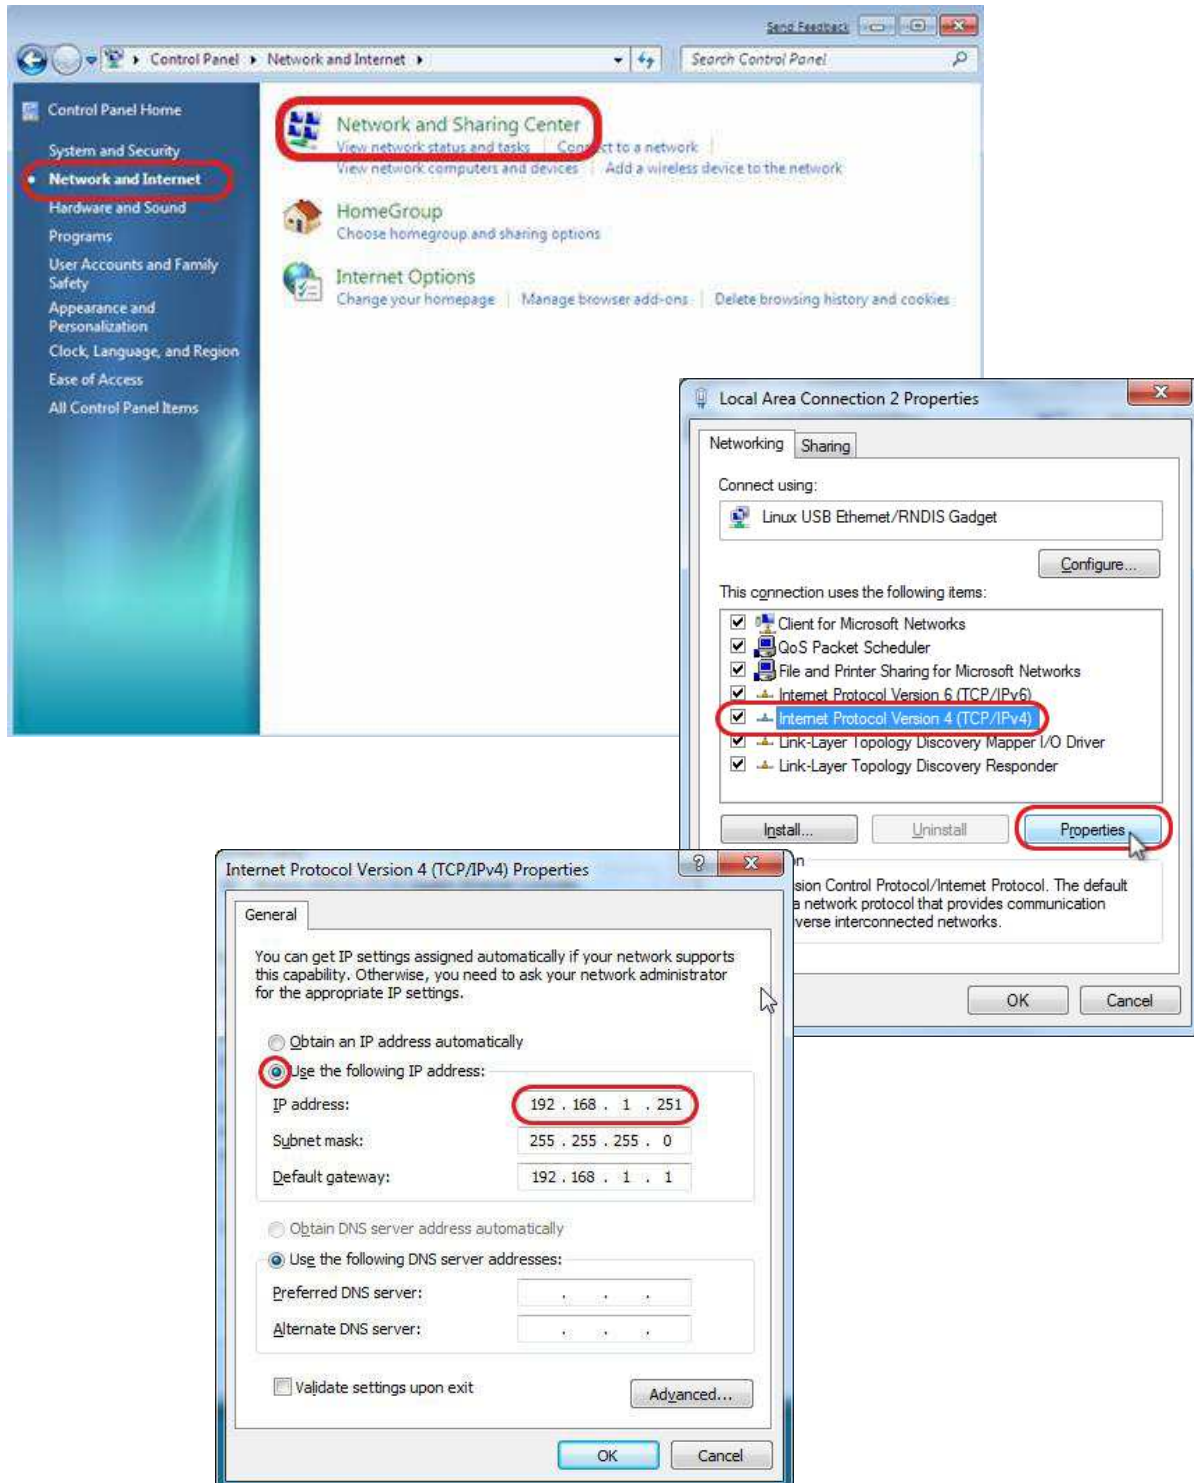 Send Feedback
Control Panel Network and Internet
Search Control Panel
Control Panel Home
System and Security
Network and Internet
Hardware and Sound
Programs
User Accounts and Family
Safety
Appearance and
Personalization
Clock, Language, and Region
Ease of Access
All Control Panel Items
Network and Sharing Center
View network status and tasks Connect to a network
View network computers and devices Add a wireless device to the network
HomeGroup
Choose homegroup and sharing options
Internet Options
Change your homepage Manage browser add-ons Delete browsing history and cookies
Local Area Connection 2 Properties
Networking Sharing
Connect using:
Linux USB Ethernet/RNDIS Gadget
Configure...
This connection uses the following items:
Client for Microsoft Networks
QoS Packet Scheduler
File and Printer Sharing for Microsoft Networks
Internet Protocol Version 6 (TCP/IPv6)
Internet Protocol Version 4 (TCP/IPv4)
Link-Layer Topology Discovery Mapper I/O Driver
Link-Layer Topology Discovery Responder
Install... Uninstall Properties
on
sion Control Protocol/Internet Protocol. The default
a network protocol that provides communication
verse interconnected networks.
OK Cancel
Internet Protocol Version 4 (TCP/IPv4) Properties
General
You can get IP settings assigned automatically if your network supports
this capability. Otherwise, you need to ask your network administrator
for the appropriate IP settings.
Obtain an IP address automatically
Use the following IP address:
IP address: 192 . 168 . 1 . 251
Subnet mask: 255 . 255 . 255 . 0
Default gateway: 192 . 168 . 1 . 1
Obtain DNS server address automatically
Use the following DNS server addresses:
Preferred DNS server: . . .
Alternate DNS server: . . .
Validate settings upon exit
Advanced...
OK Cancel